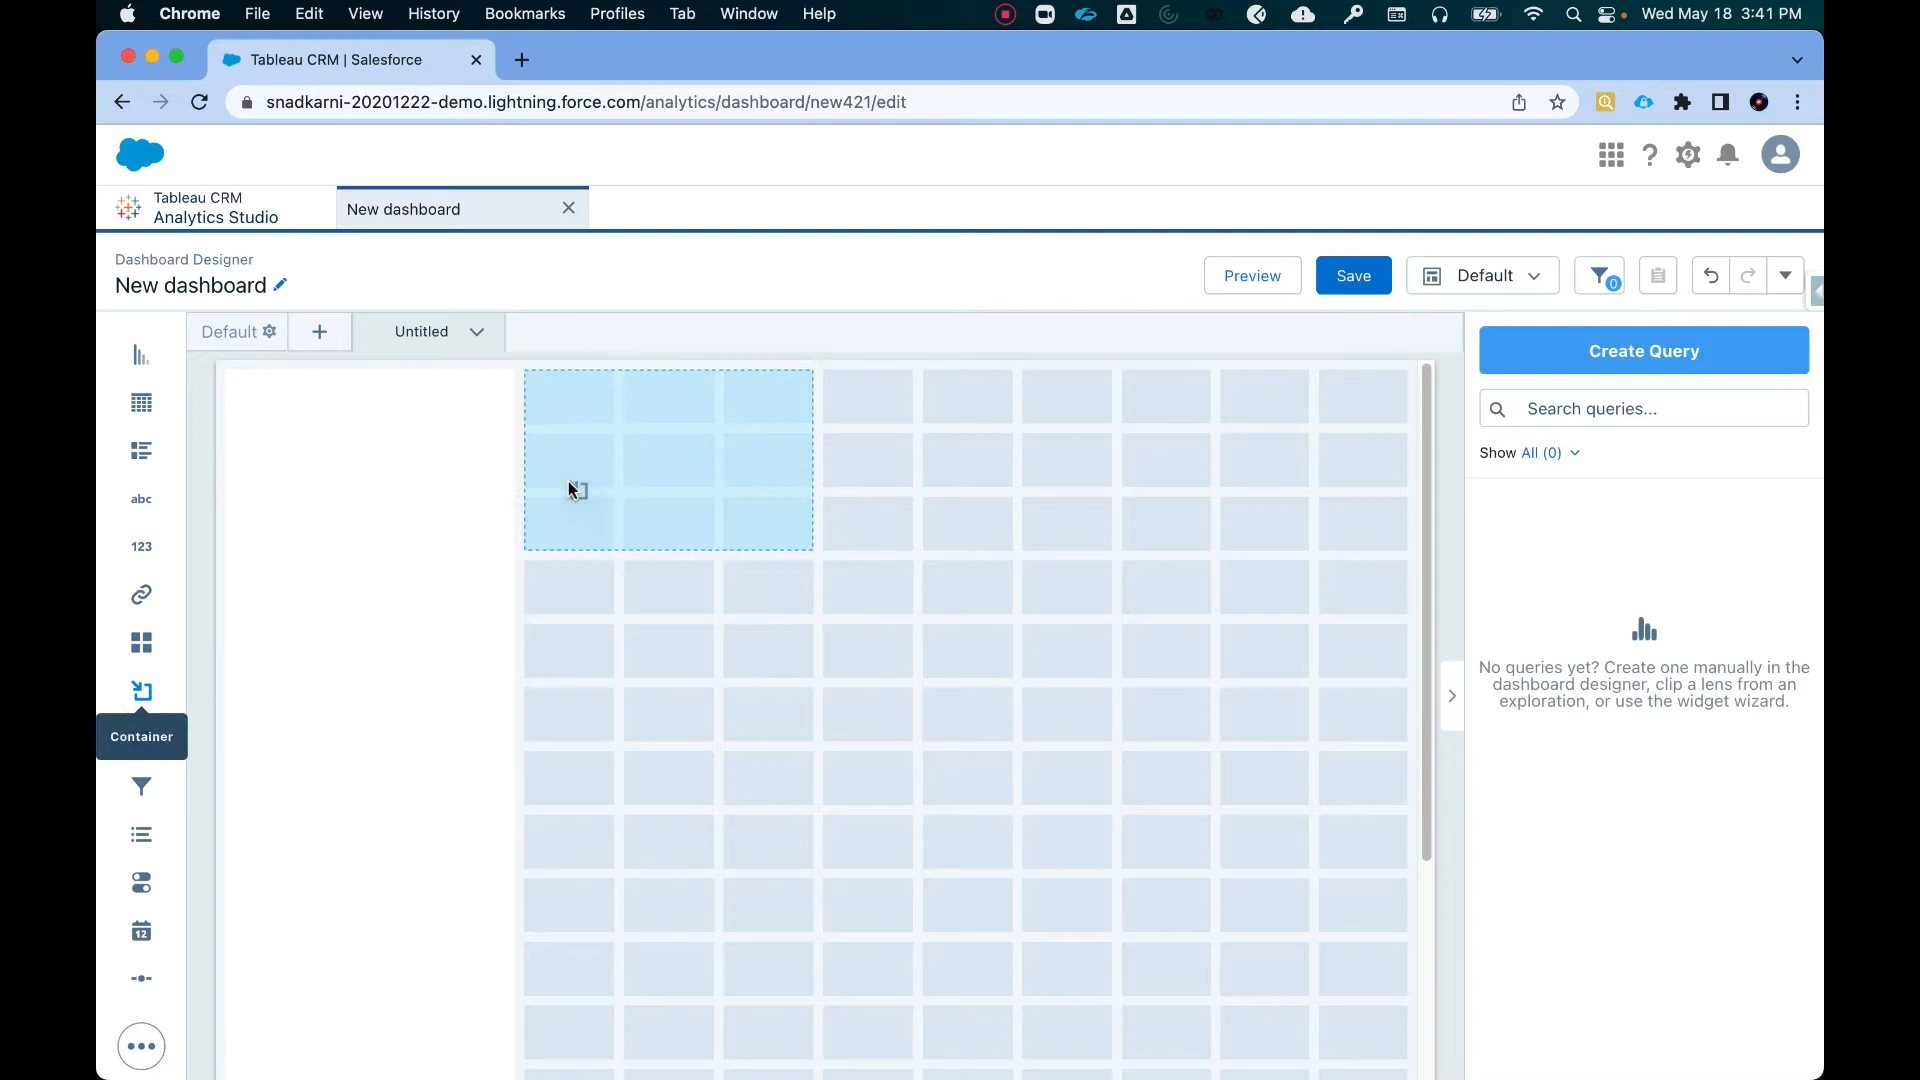 Chrome File Edit View History Bookmarks Profiles Tab Window Help Wed May 18 3:41 PM
Tableau CRM | Salesforce
snadkarni-20201222-demo.lightning.force.com/analytics/dashboard/new421/edit
Tableau CRM
Analytics Studio
New dashboard
Dashboard Designer
New dashboard
Preview Save Default 0
Default Untitled
Create Query
Search queries...
Show All (0)
abc
123
Container
12
No queries yet? Create one manually in the
dashboard designer, clip a lens from an
exploration, or use the widget wizard.